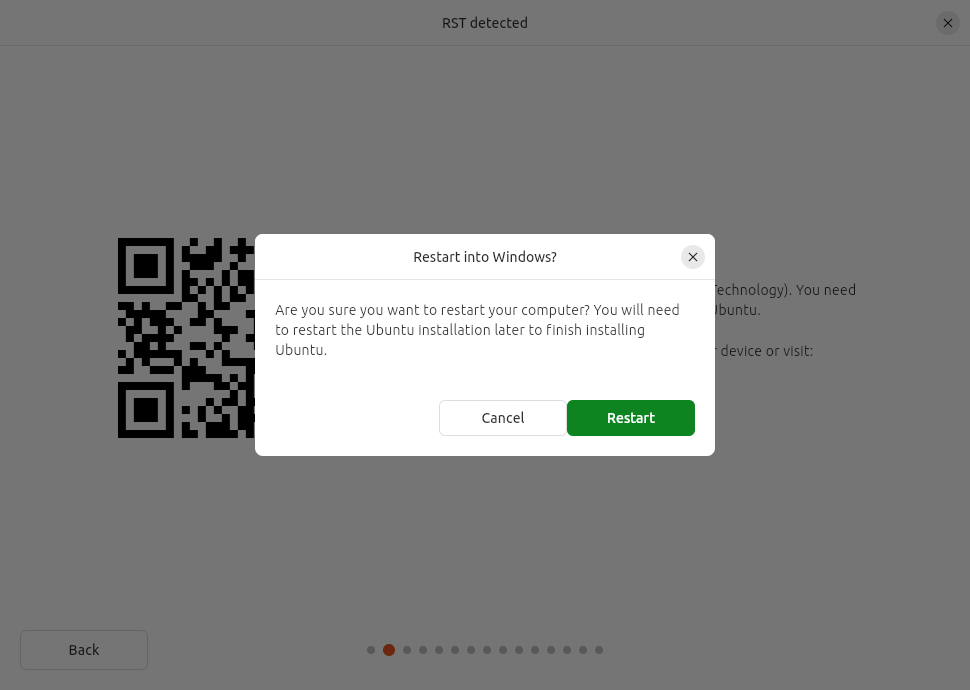 RST detected
Restart into Windows?
Are you sure you want to restart your computer? You will need
to restart the Ubuntu installation later to finish installing
Ubuntu.
Cancel
Restart
Technology). You need
Ubuntu.
device or visit:
Back